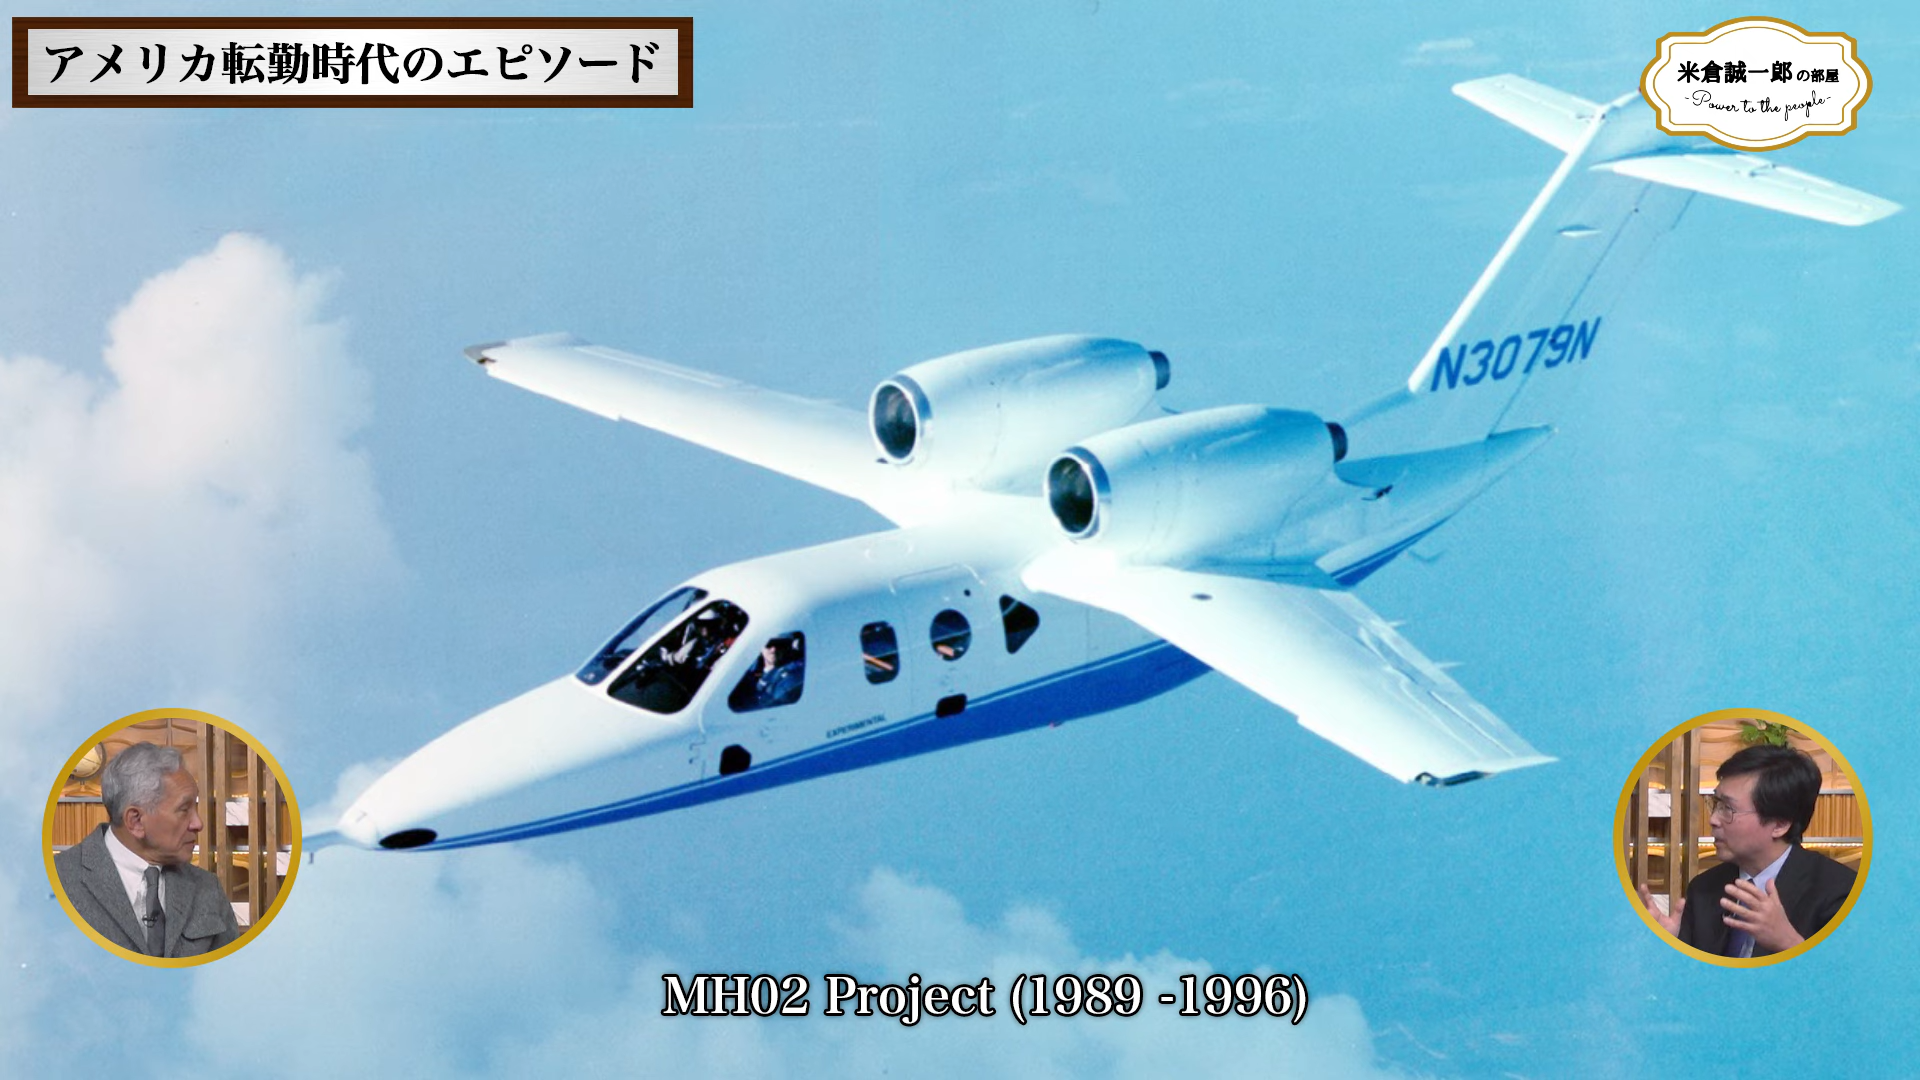 アメリカ転勤時代のエピソード
米倉誠一郎の部屋
-Power to the people-
N3079N
EXPERIMENTAL
MH02 Project (1989 -1996)